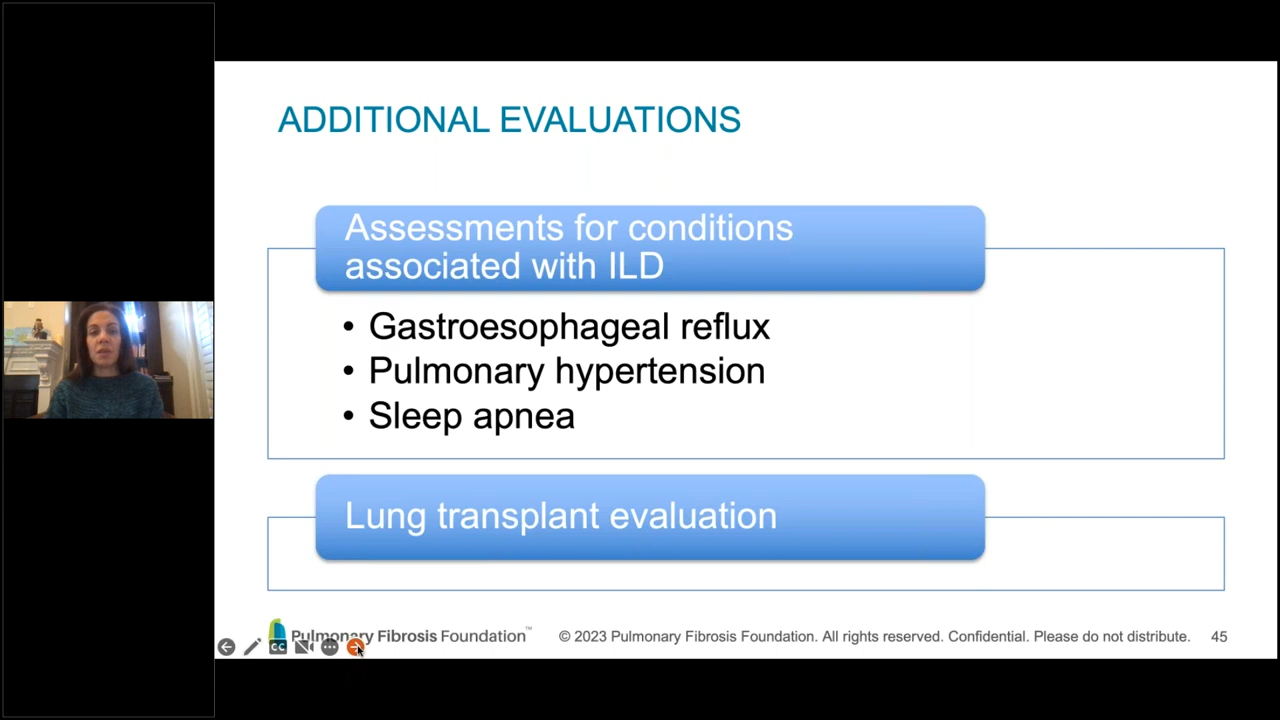 ADDITIONAL EVALUATIONS
Assessments for conditions
associated with ILD
• Gastroesophageal reflux
• Pulmonary hypertension
• Sleep apnea
Lung transplant evaluation
Pulmonary Fibrosis Foundation™ © 2023 Pulmonary Fibrosis Foundation. All rights reserved. Confidential. Please do not distribute. 45
CC